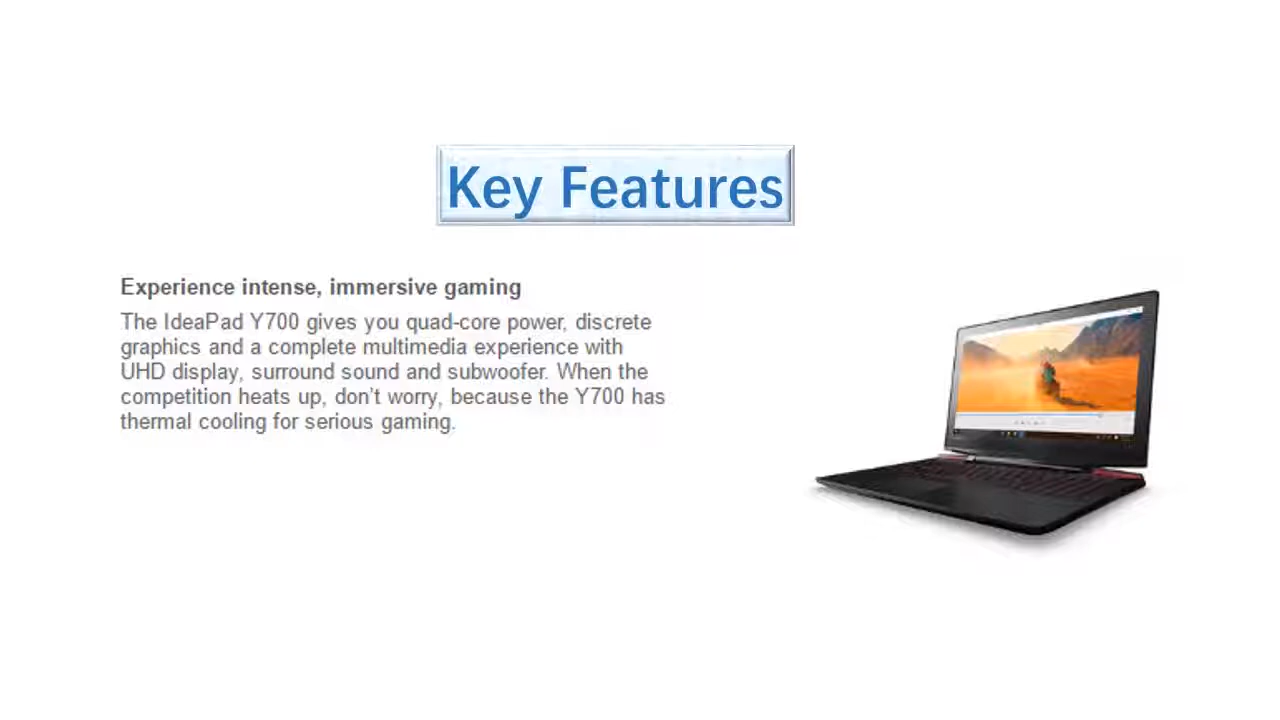 Key Features
Experience intense, immersive gaming
The IdeaPad Y700 gives you quad-core power, discrete
graphics and a complete multimedia experience with
UHD display, surround sound and subwoofer. When the
competition heats up, don’t worry, because the Y700 has
thermal cooling for serious gaming.